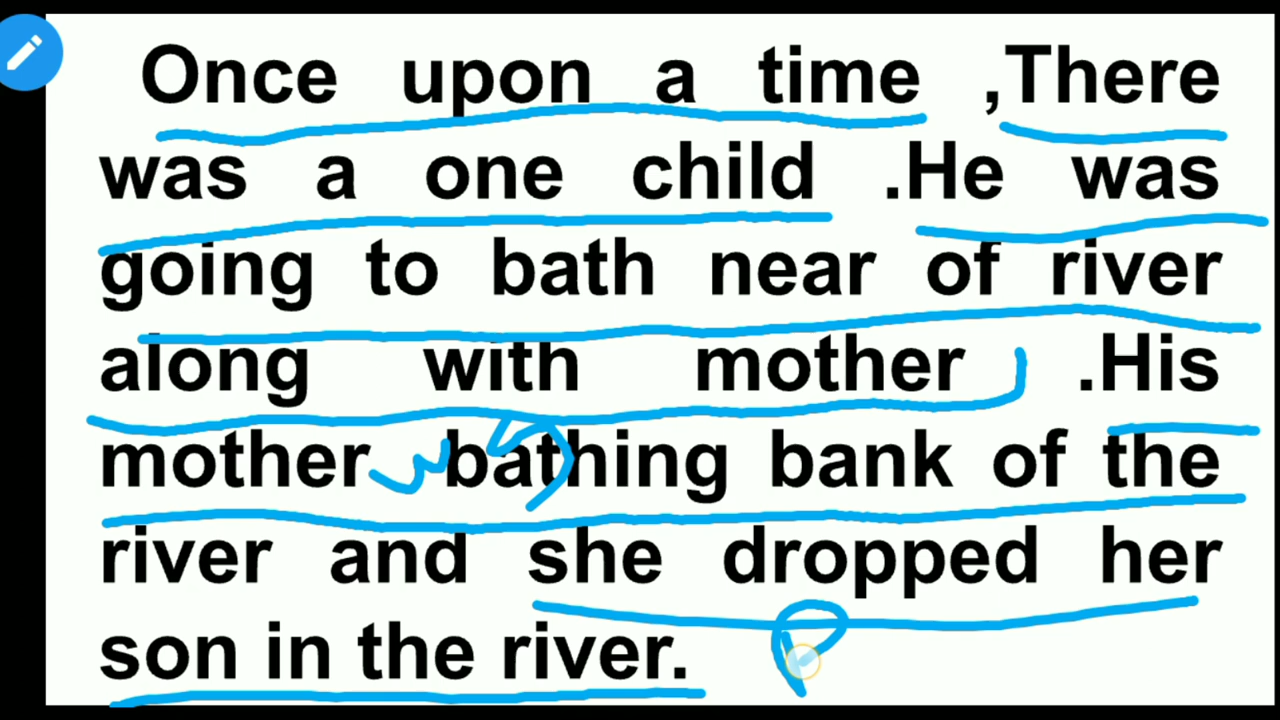 Once upon a time ,There
was a one child .He was
going to bath near of river
along with mother .His
mother bathing bank of the
river and she dropped her
son in the river.